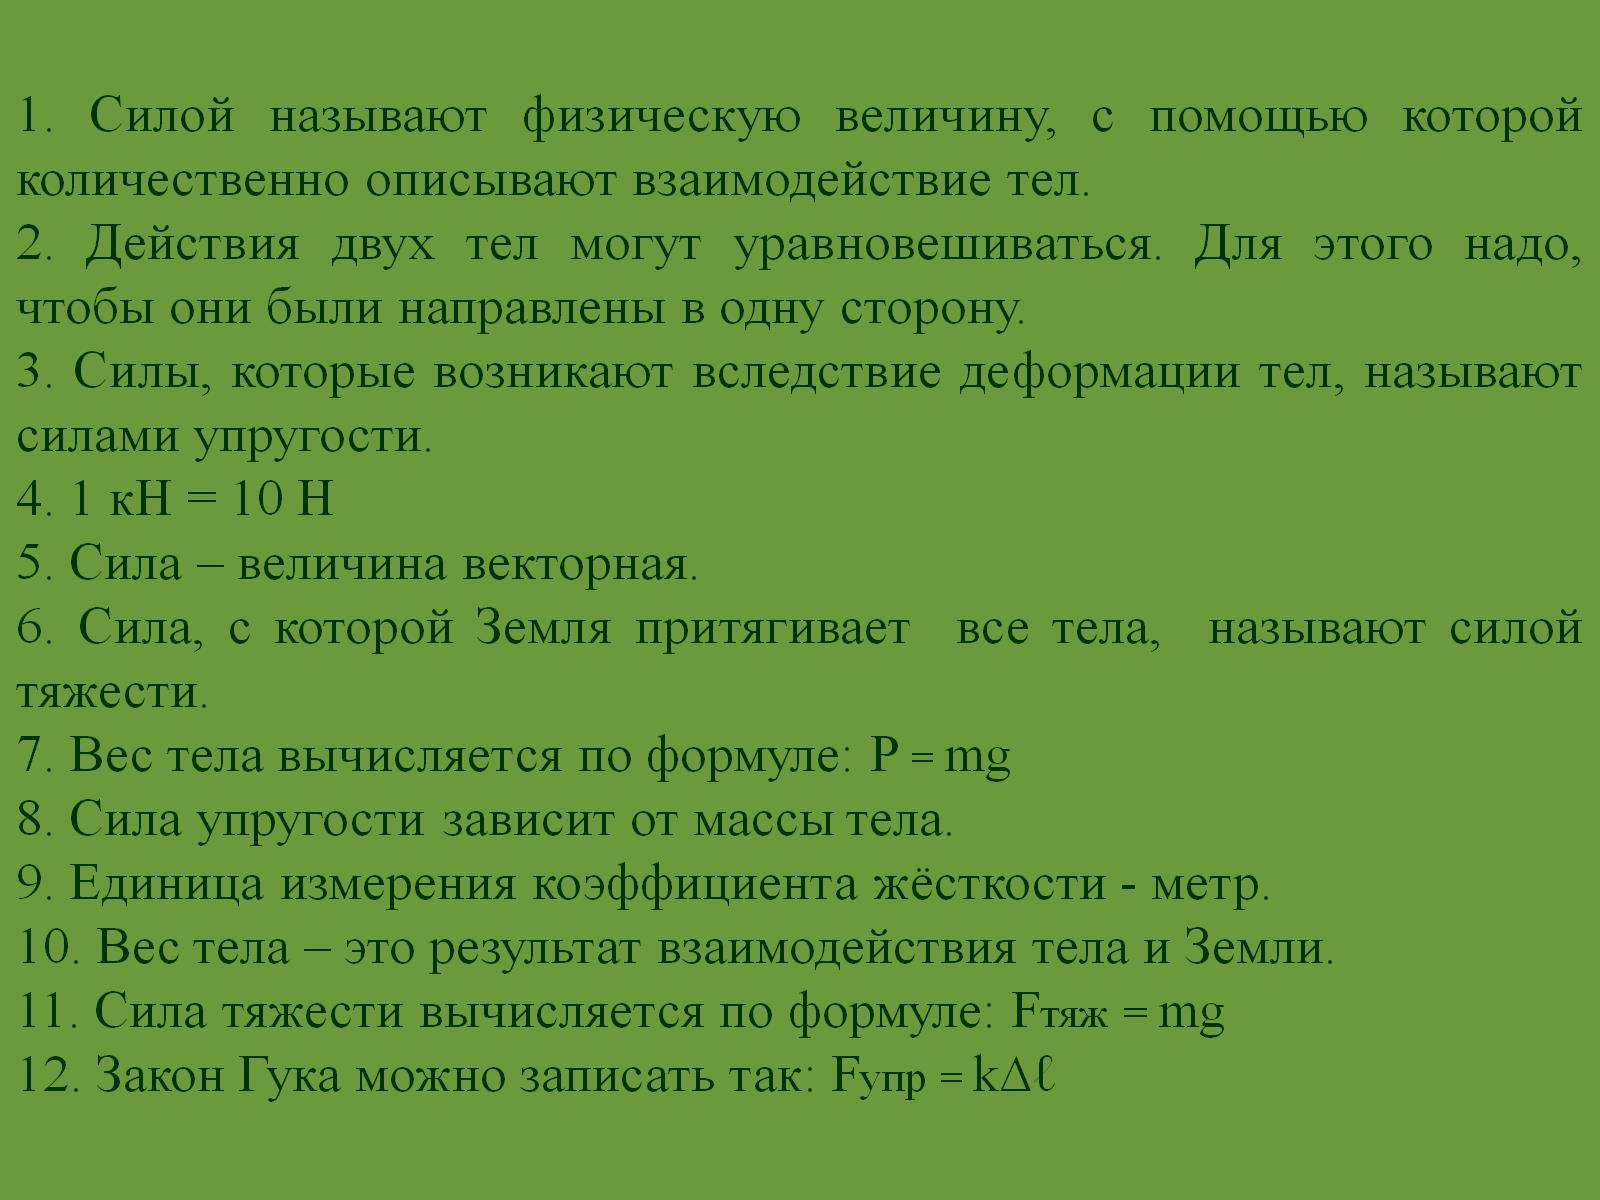 1. Силой называют физическую величину, с помощью которой
количественно описывают взаимодействие тел.
2. Действия двух тел могут уравновешиваться. Для этого надо,
чтобы они были направлены в одну сторону.
3. Силы, которые возникают вследствие деформации тел, называют
силами упругости.
4. 1 кН = 10 Н
5. Сила – величина векторная.
6. Сила, с которой Земля притягивает все тела, называют силой
тяжести.
7. Вес тела вычисляется по формуле: P = mg
8. Сила упругости зависит от массы тела.
9. Единица измерения коэффициента жёсткости - метр.
10. Вес тела – это результат взаимодействия тела и Земли.
11. Сила тяжести вычисляется по формуле: Fтяж = mg
12. Закон Гука можно записать так: Fупр = kΔℓ